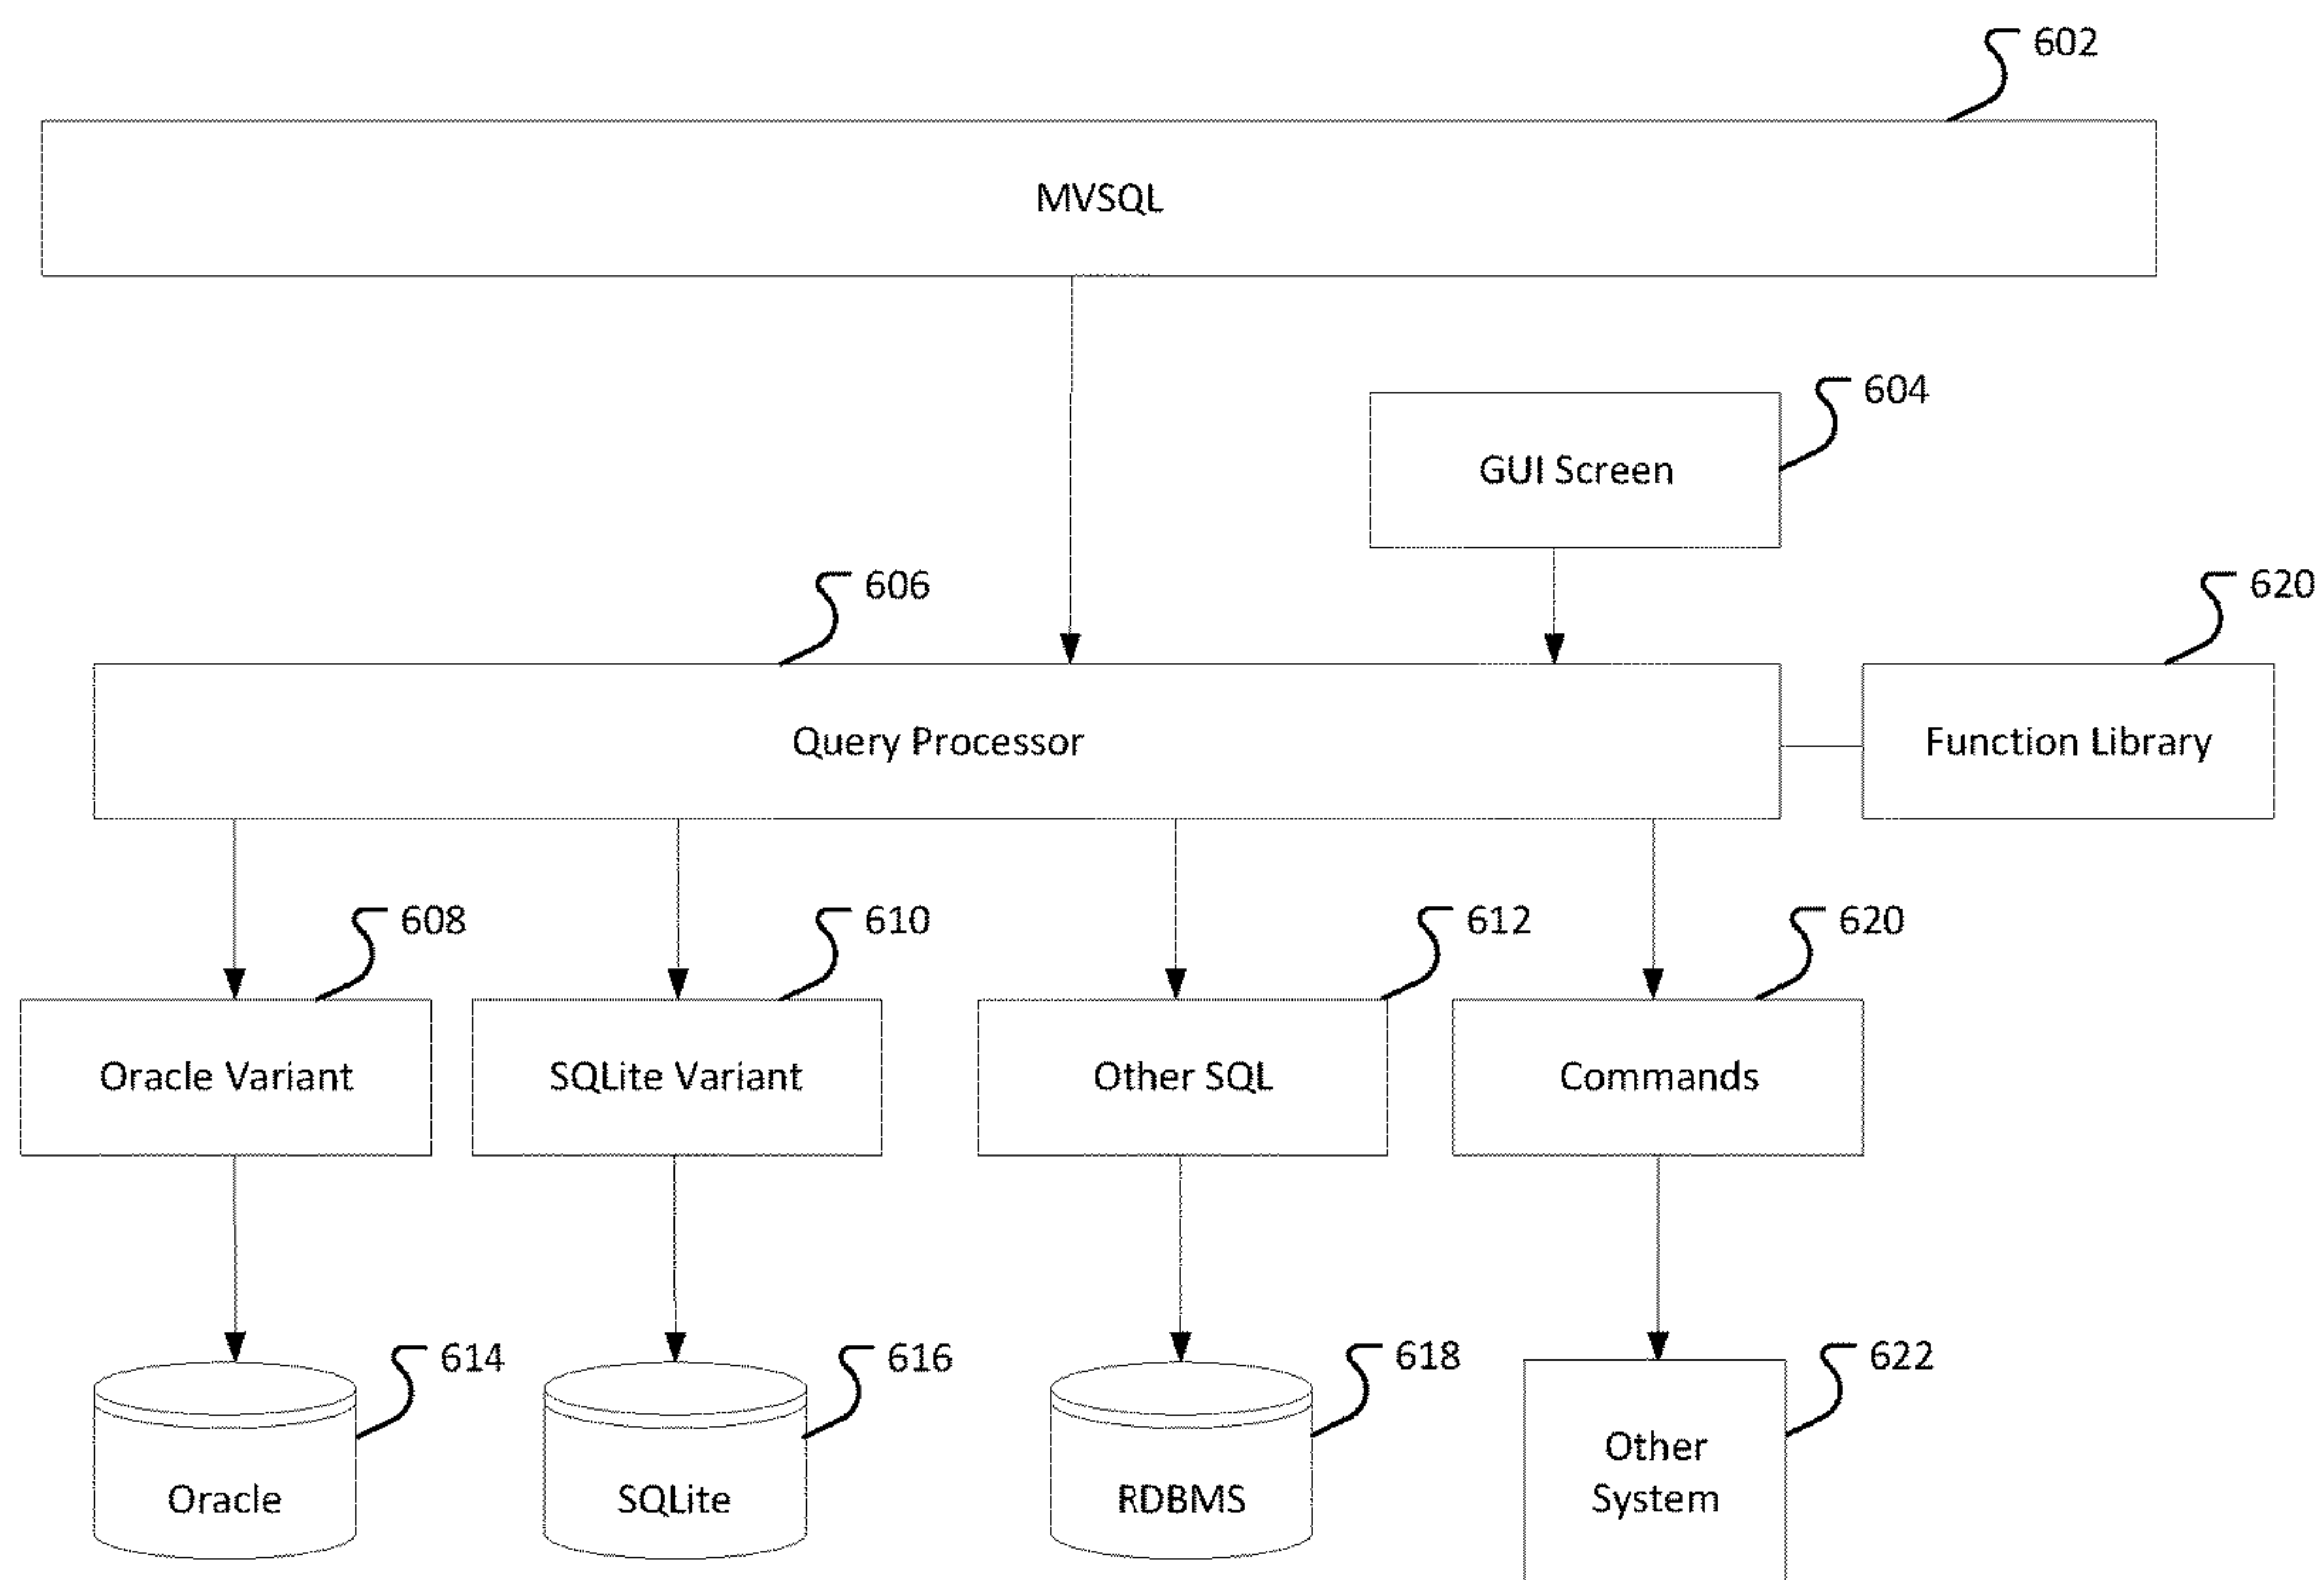 602
MVSQL
604
GUI Screen
606
620
Query Processor
Function Library
608
610
612
620
Oracle Variant
SQLite Variant
Other SQL
Commands
614
616
618
622
Oracle
SQLite
RDBMS
Other
System